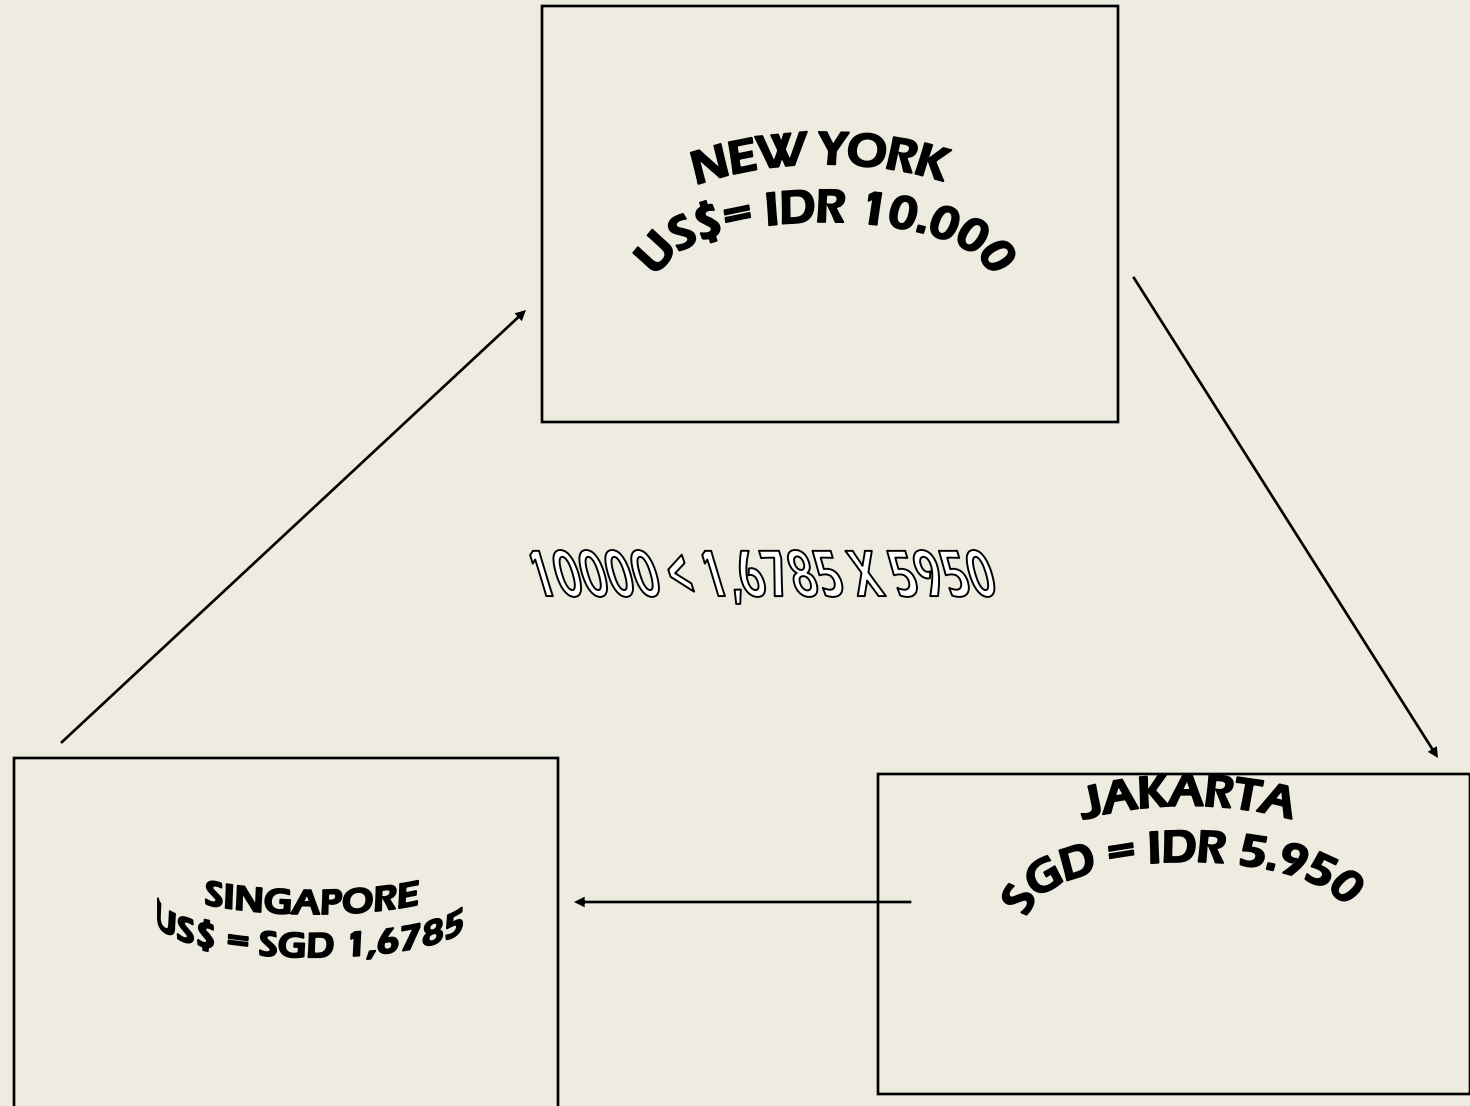 NEW YORK
US$= IDR 10.000
10000 < 1,6785 X 5950
JAKARTA
SGD = IDR 5.950
SINGAPORE
US$ = SGD 1,6785